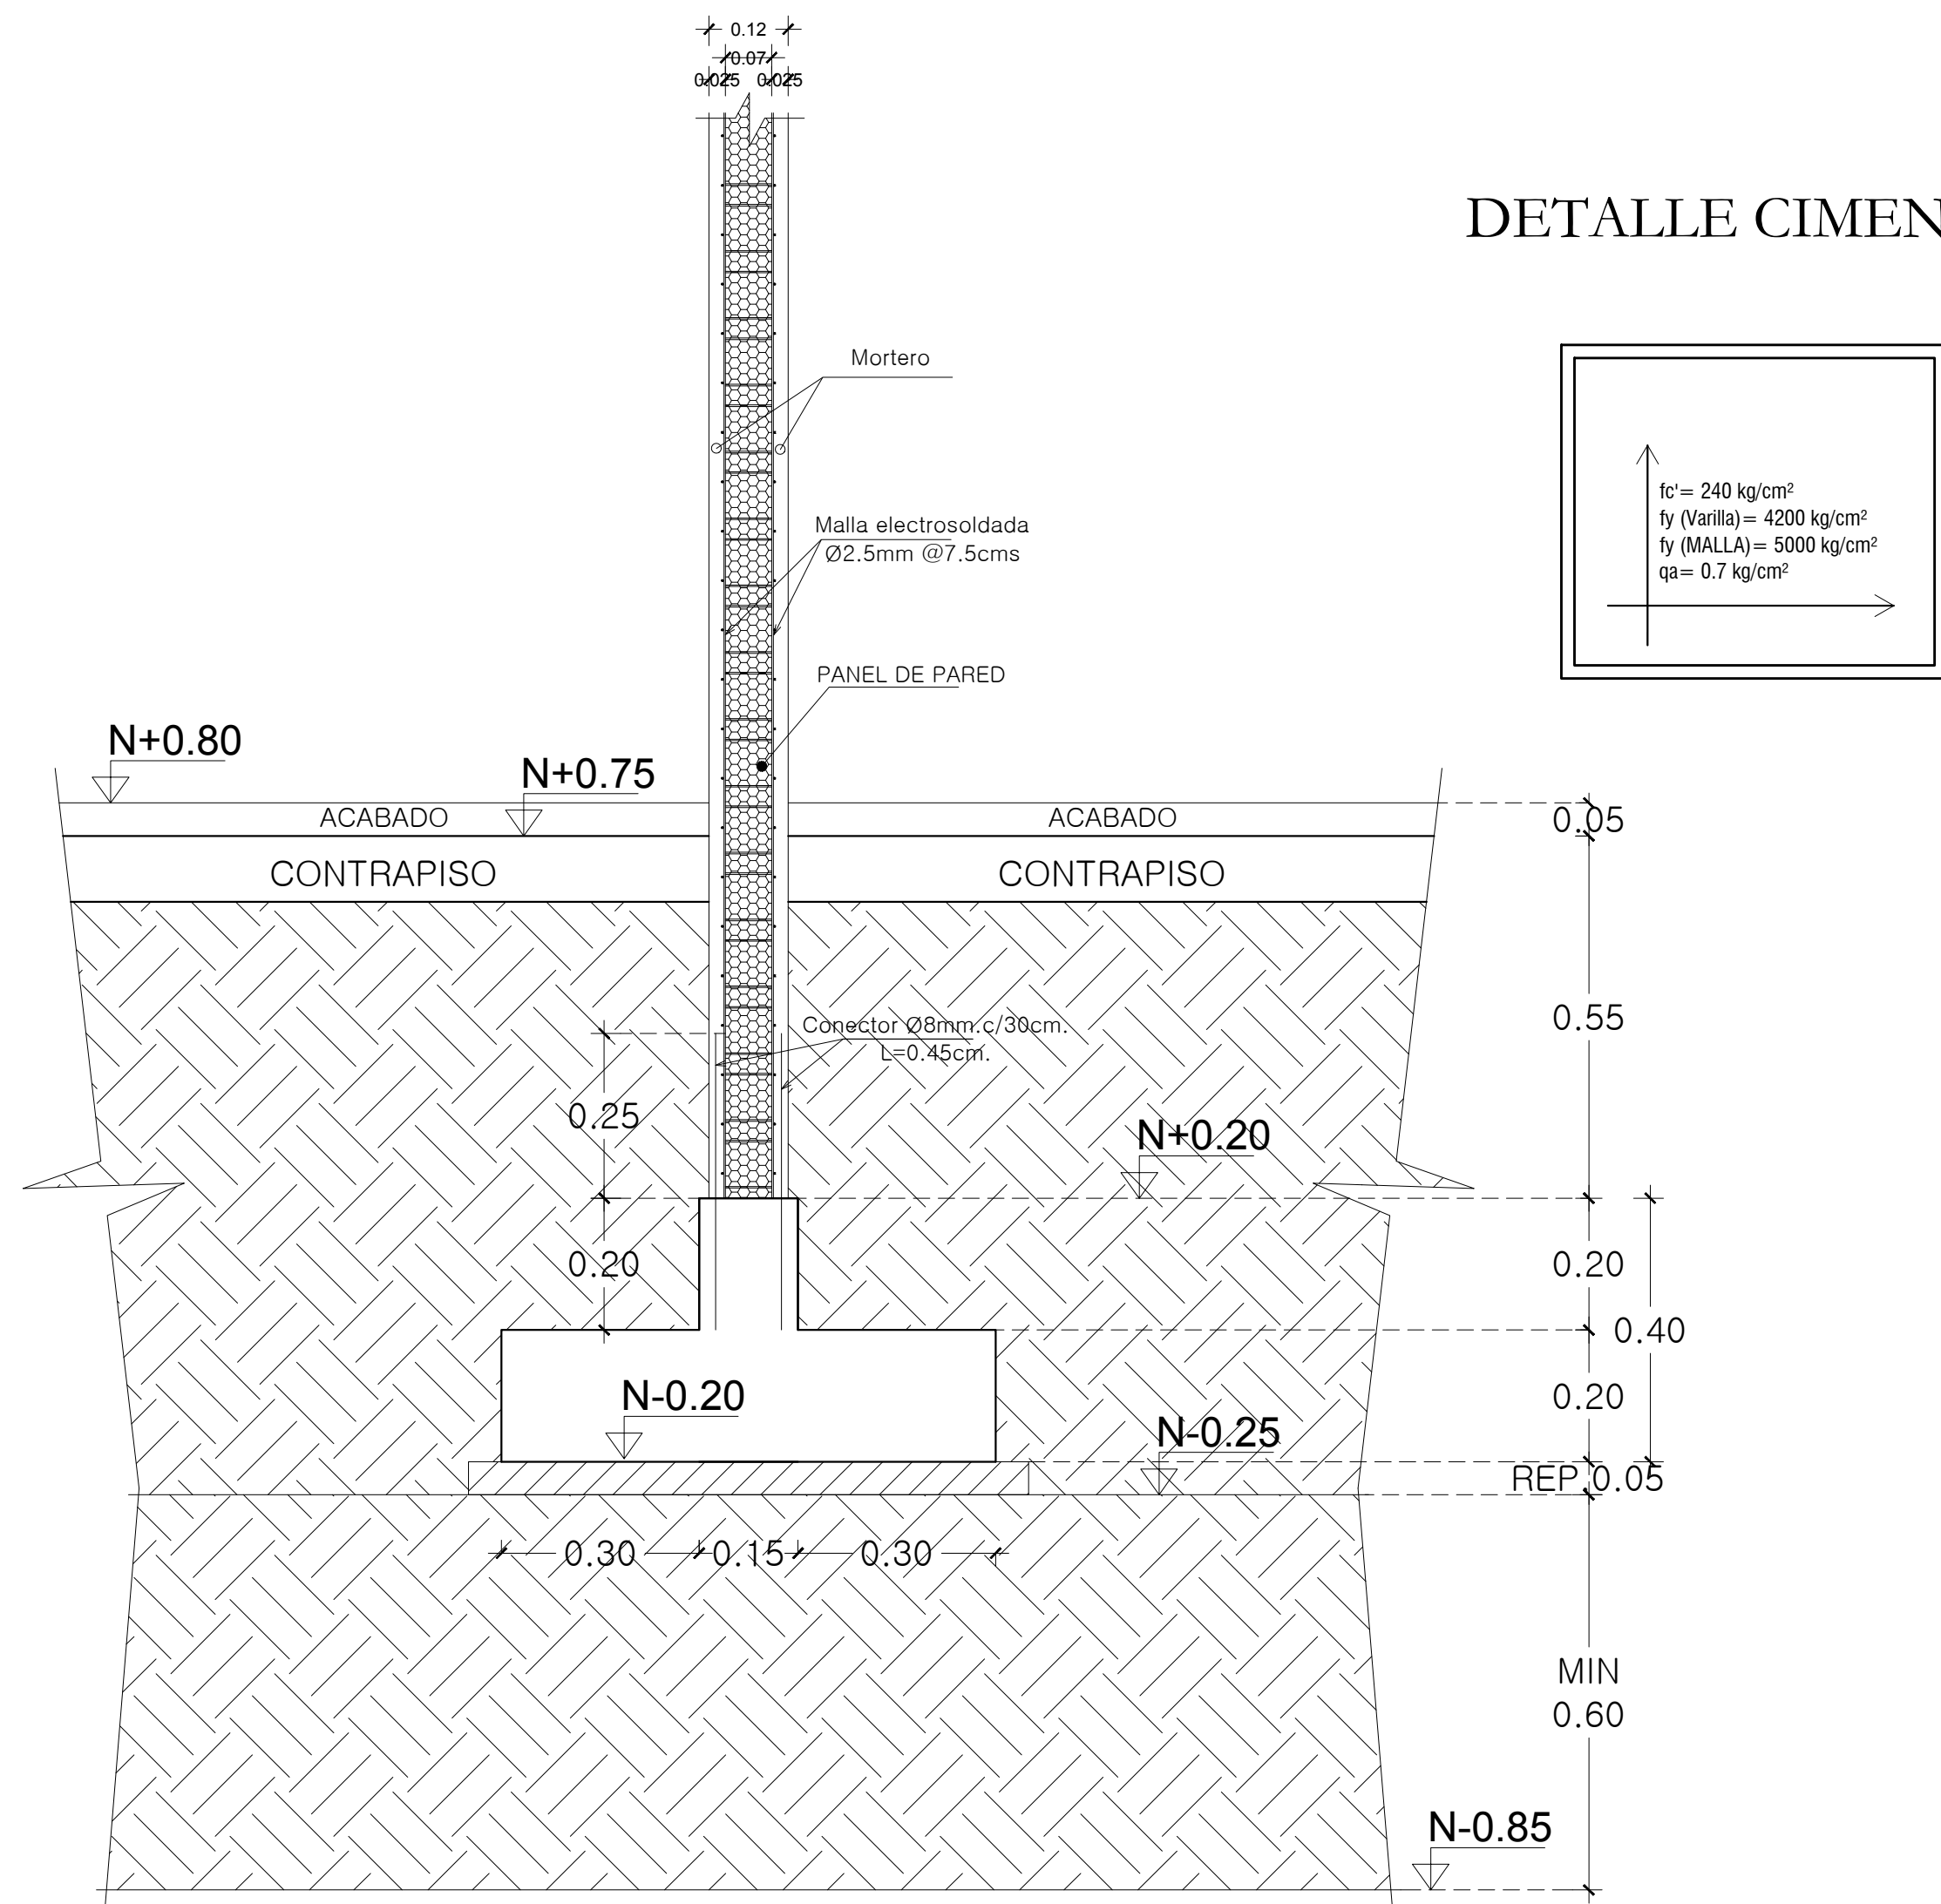 0.12
0.07
0.025 0.025
DETALLE CIMEN
Mortero
fc'= 240 kg/cm²
fy (Varilla)= 4200 kg/cm²
fy (MALLA)= 5000 kg/cm²
qa= 0.7 kg/cm²
Malla electrosoldada
Ø2.5mm @7.5cms
PANEL DE PARED
N+0.80
N+0.75
ACABADO
ACABADO
0.05
CONTRAPISO
CONTRAPISO
0.55
Conector Ø8mm.c/30cm.
L=0.45cm.
0.25
N+0.20
0.20
0.20
0.40
N-0.20
0.20
N-0.25
REP.0.05
0.30 0.15 0.30
MIN
0.60
N-0.85